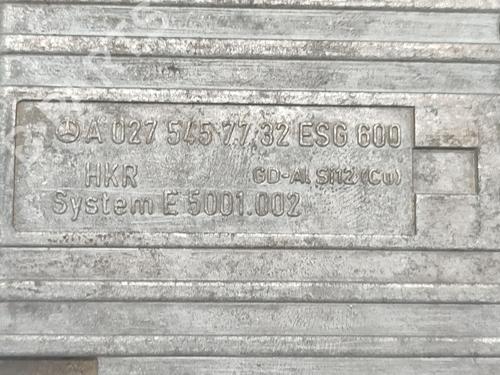 A 027 545 77 32 ESG 600
HKR GD-Al Si12 (Cu)
System E 5001.002